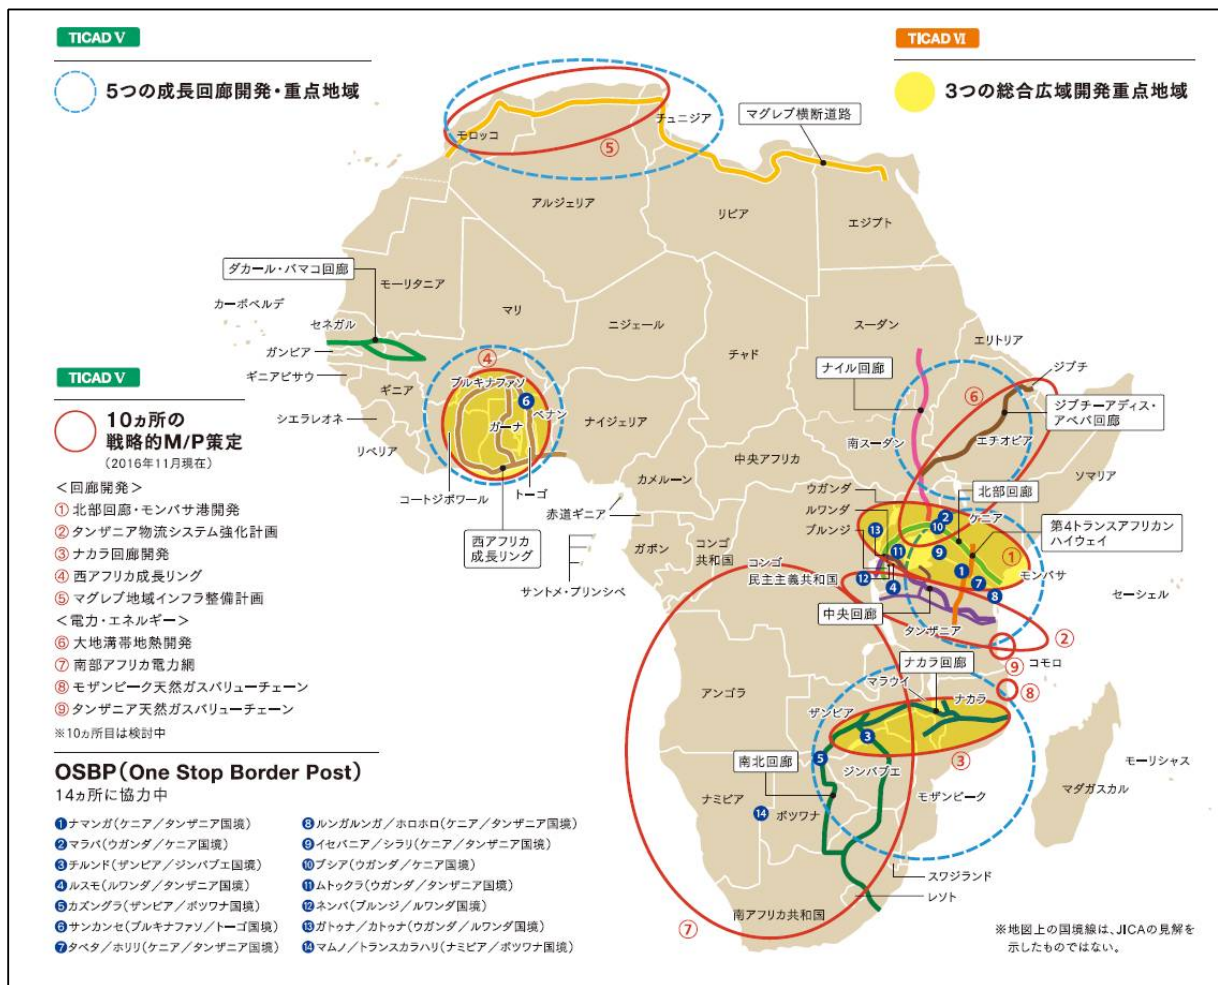 TICAD V
5つの成長回廊開発・重点地域
TICAD VI
3つの総合広域開発重点地域
マグレブ横断道路
モロッコ
チュニジア
⑤
アルジェリア
リビア
エジプト
ダカール・バマコ回廊
モーリタニア
カーボベルデ
マリ
ニジェール
スーダン
セネガル
エリトリア
チャド
ガンビア
ナイル回廊
ジブチ
ギニアビサウ
④
⑥
ギニア
ブルキナファソ
❻
ベナン
ジブチーアディス・
アベバ回廊
シエラレオネ
ガーナ
ナイジェリア
南スーダン
エチオピア
リベリア
中央アフリカ
ソマリア
カメルーン
コートジボワール
トーゴ
ウガンダ
北部回廊
赤道ギニア
ルワンダ
❷
ケニア
ブルンジ
⓭
❿
第4トランスアフリカン
ハイウェイ
西アフリカ
成長リング
ガボン
コンゴ
共和国
⓫
❾
①
コンゴ
民主主義共和国
⓬
❹
❶
❼
モンバサ
サントメ・プリンシペ
❽
セーシェル
中央回廊
タンザニア
②
ナカラ回廊
⑨
コモロ
マラウイ
アンゴラ
ナカラ
⑧
ザンビア
❸
南北回廊
❺
③
ジンバブエ
モーリシャス
マダガスカル
ナミビア
モザンビーク
⓮
ボツワナ
スワジランド
レソト
南アフリカ共和国
⑦
TICAD V
10ヵ所の
戦略的M/P策定
(2016年11月現在)
<回廊開発>
①北部回廊・モンバサ港開発
②タンザニア物流システム強化計画
③ナカラ回廊開発
④西アフリカ成長リング
⑤マグレブ地域インフラ整備計画
<電力・エネルギー>
⑥大地溝帯地熱開発
⑦南部アフリカ電力網
⑧モザンビーク天然ガスバリューチェーン
⑨タンザニア天然ガスバリューチェーン
※10ヵ所目は検討中
OSBP(One Stop Border Post)
14ヵ所に協力中
❶ナマンガ(ケニア/タンザニア国境)
❷マラバ(ウガンダ/ケニア国境)
❸チルンド(ザンビア/ジンバブエ国境)
❹ルスモ(ルワンダ/タンザニア国境)
❺カズングラ(ザンビア/ボツワナ国境)
❻サンカンセ(ブルキナファソ/トーゴ国境)
❼タベタ/ホリリ(ケニア/タンザニア国境)
❽ルンガルンガ/ホロホロ(ケニア/タンザニア国境)
❾イセバニア/シラリ(ケニア/タンザニア国境)
❿ブシア(ウガンダ/ケニア国境)
⓫ムトゥクラ(ウガンダ/タンザニア国境)
⓬ネンバ(ブルンジ/ルワンダ国境)
⓭ガトゥナ/カトゥナ(ウガンダ/ルワンダ国境)
⓮マムノ/トランスカラハリ(ナミビア/ボツワナ国境)
※地図上の国境線は、JICAの見解を
示したものではない。